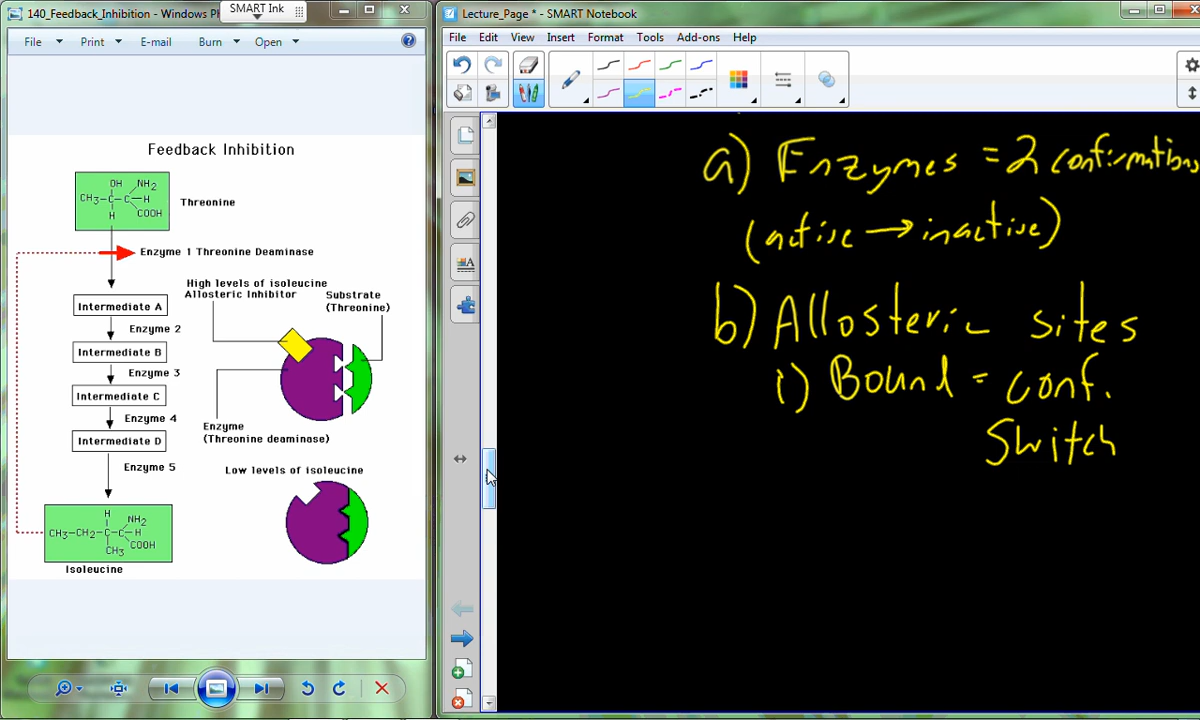 140_Feedback_Inhibition - Windows Ph
SMART Ink
File Print E-mail Burn Open
Feedback Inhibition
OH NH2
CH3-C-C-H
H COOH
Threonine
Enzyme 1 Threonine Deaminase
High levels of isoleucine
Allosteric Inhibitor
Substrate
(Threonine)
Intermediate A
Enzyme 2
Intermediate B
Enzyme 3
Intermediate C
Enzyme 4
Intermediate D
Enzyme 5
Enzyme
(Threonine deaminase)
Low levels of isoleucine
H NH2
CH3-CH2-C-C-H
CH3 COOH
Isoleucine
Lecture_Page * - SMART Notebook
File Edit View Insert Format Tools Add-ons Help
a) Enzymes = 2 confirmations
(active → inactive)
b) Allosteric sites
i) Bound = conf.
Switch